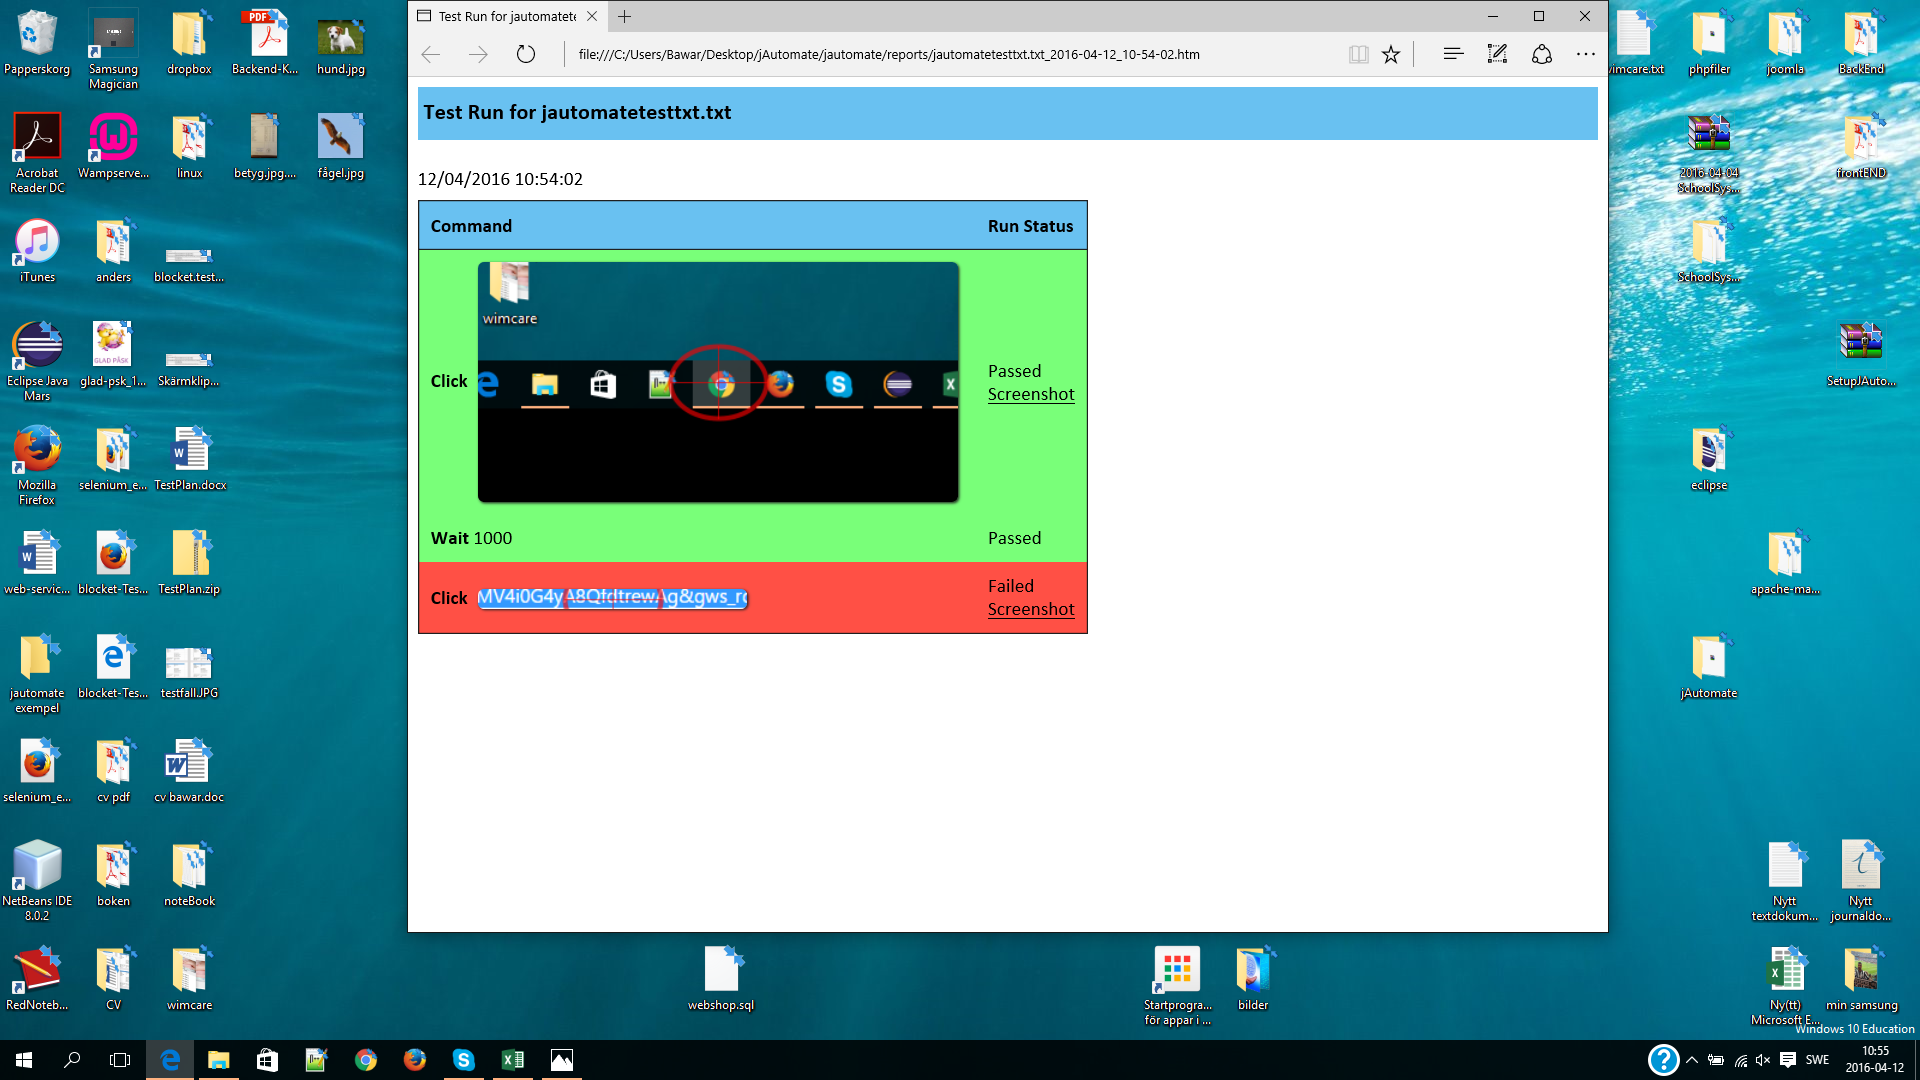 Test Run for jautomatete
file:///C:/Users/Bawar/Desktop/jAutomate/jautomate/reports/jautomatetesttxt.txt_2016-04-12_10-54-02.htm
Test Run for jautomatetesttxt.txt
12/04/2016 10:54:02
Command Run Status
wimcare
Click
Passed
Screenshot
Wait 1000 Passed
Click MV4i0G4yA8QfdtrewAg&gws_rd
Failed
Screenshot
Papperskorg
Samsung
Magician
dropbox
Backend-K...
hund.jpg
Acrobat
Reader DC
Wampserve...
linux
betyg.jpg....
fågel.jpg
iTunes
anders
blocket.test...
Eclipse Java
Mars
GLAD PÅSK
glad-psk_1...
Skärmklip...
Mozilla
Firefox
selenium_e...
TestPlan.docx
web-servic...
blocket-Tes...
TestPlan.zip
jautomate
exempel
blocket-Tes...
testfall.JPG
selenium_e...
cv pdf
cv bawar.doc
NetBeans IDE
8.0.2
boken
noteBook
RedNoteb...
CV
wimcare
webshop.sql
Startprogra...
för appar i ...
bilder
wimcare.txt
phpfiler
joomla
BackEnd
2016-04-04
SchoolSys...
frontEND
SchoolSys...
SetupJAuto...
eclipse
apache-ma...
jAutomate
Nytt
textdokum...
Nytt
journaldo...
Ny(tt)
Microsoft E...
min samsung
Windows 10 Education
SWE
10:55
2016-04-12